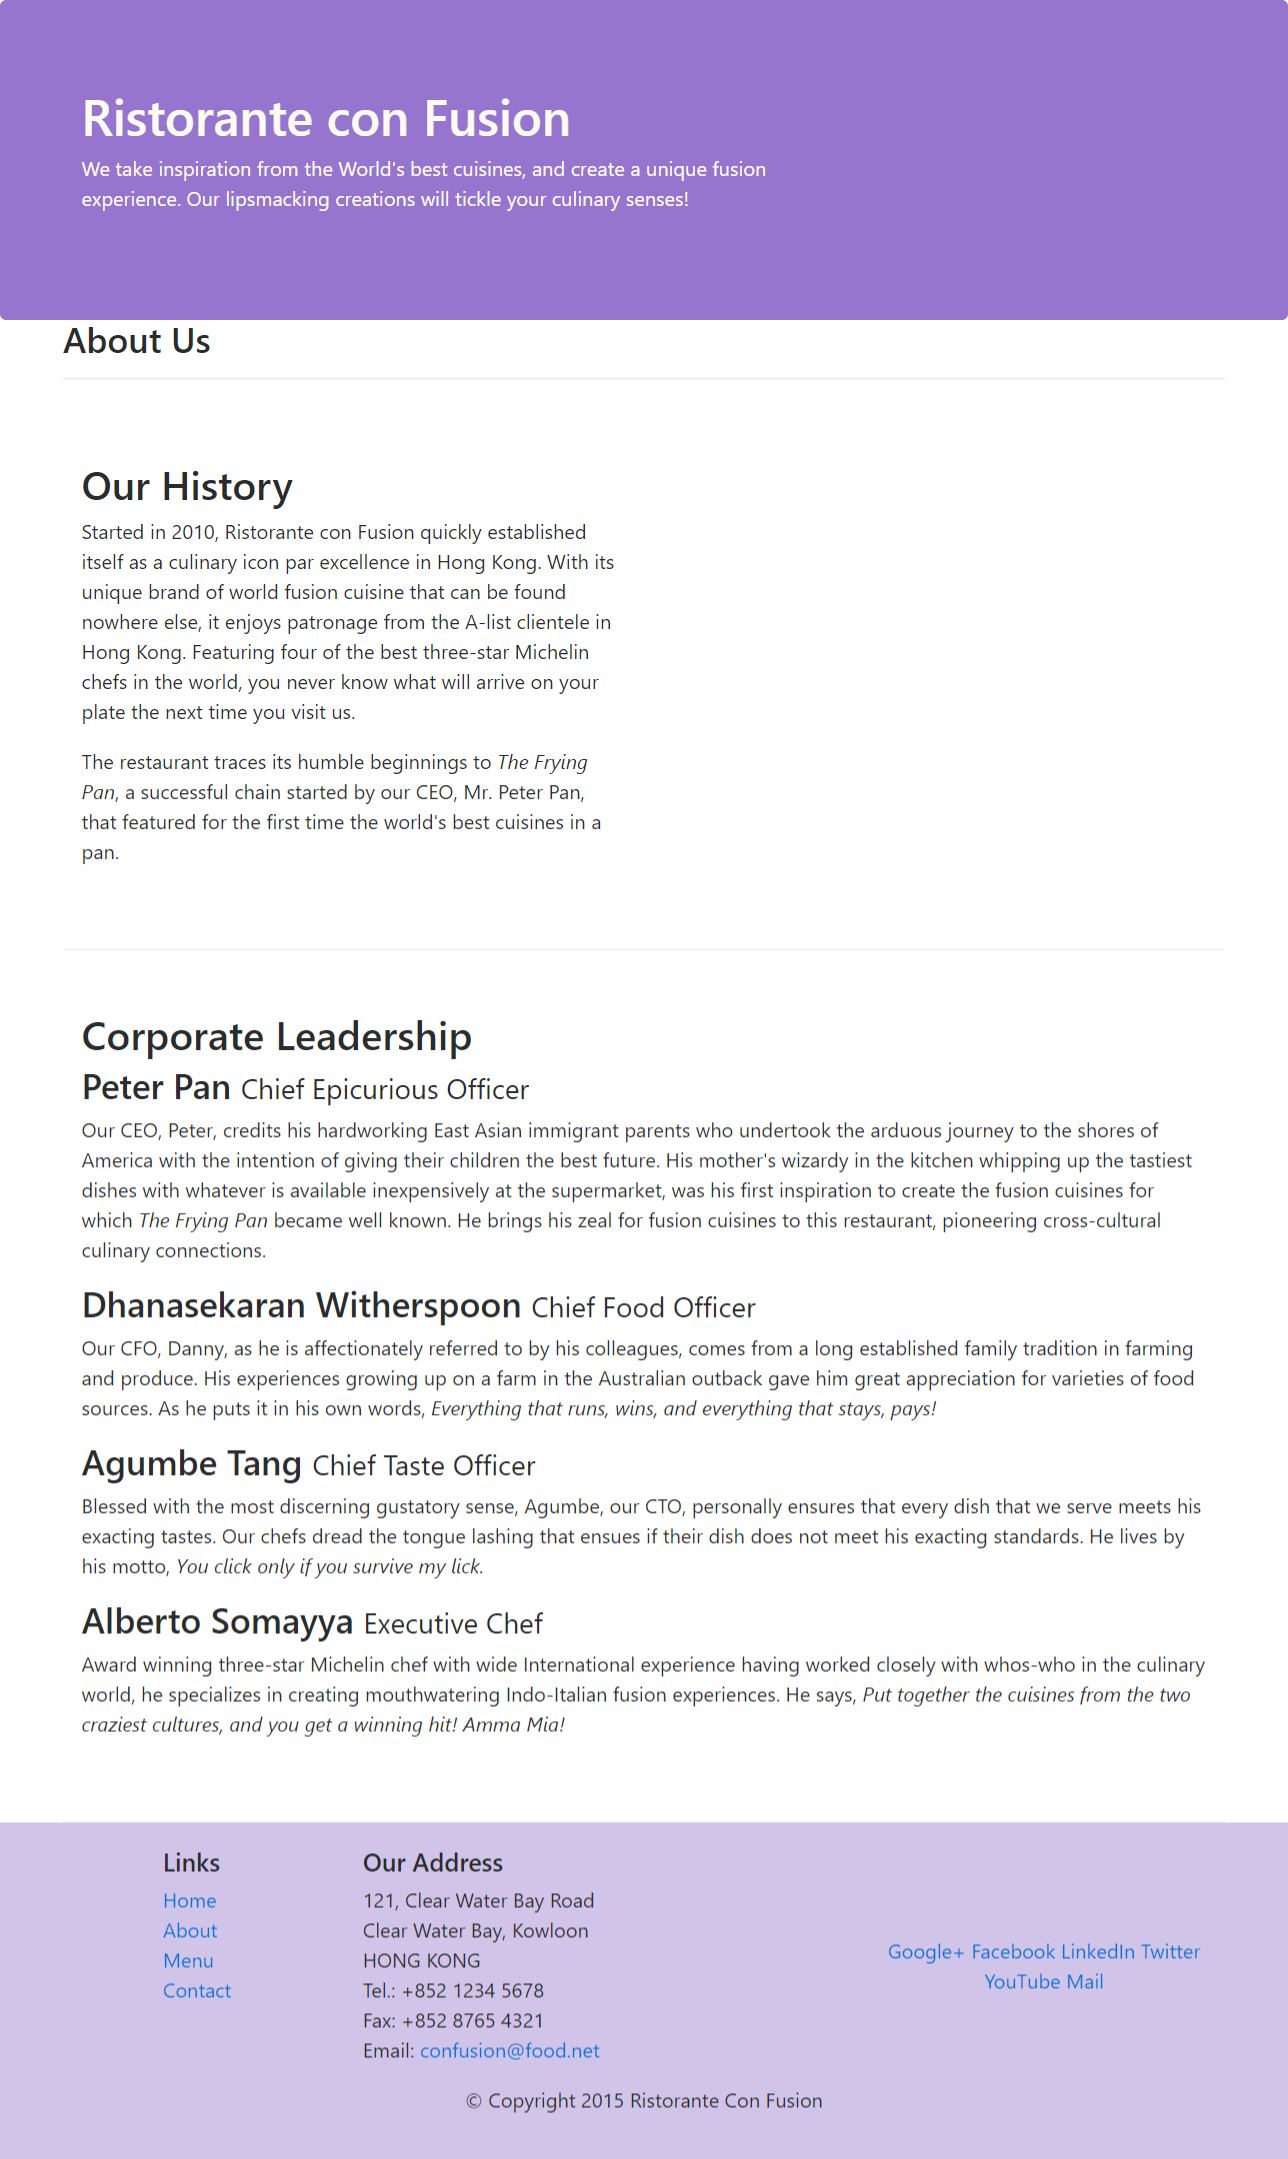 Ristorante con Fusion
We take inspiration from the World's best cuisines, and create a unique fusion
experience. Our lipsmacking creations will tickle your culinary senses!
About Us
Our History
Started in 2010, Ristorante con Fusion quickly established
itself as a culinary icon par excellence in Hong Kong. With its
unique brand of world fusion cuisine that can be found
nowhere else, it enjoys patronage from the A-list clientele in
Hong Kong. Featuring four of the best three-star Michelin
chefs in the world, you never know what will arrive on your
plate the next time you visit us.
The restaurant traces its humble beginnings to The Frying
Pan, a successful chain started by our CEO, Mr. Peter Pan,
that featured for the first time the world's best cuisines in a
pan.
Corporate Leadership
Peter Pan Chief Epicurious Officer
Our CEO, Peter, credits his hardworking East Asian immigrant parents who undertook the arduous journey to the shores of
America with the intention of giving their children the best future. His mother's wizardy in the kitchen whipping up the tastiest
dishes with whatever is available inexpensively at the supermarket, was his first inspiration to create the fusion cuisines for
which The Frying Pan became well known. He brings his zeal for fusion cuisines to this restaurant, pioneering cross-cultural
culinary connections.
Dhanasekaran Witherspoon Chief Food Officer
Our CFO, Danny, as he is affectionately referred to by his colleagues, comes from a long established family tradition in farming
and produce. His experiences growing up on a farm in the Australian outback gave him great appreciation for varieties of food
sources. As he puts it in his own words, Everything that runs, wins, and everything that stays, pays!
Agumbe Tang Chief Taste Officer
Blessed with the most discerning gustatory sense, Agumbe, our CTO, personally ensures that every dish that we serve meets his
exacting tastes. Our chefs dread the tongue lashing that ensues if their dish does not meet his exacting standards. He lives by
his motto, You click only if you survive my lick.
Alberto Somayya Executive Chef
Award winning three-star Michelin chef with wide International experience having worked closely with whos-who in the culinary
world, he specializes in creating mouthwatering Indo-Italian fusion experiences. He says, Put together the cuisines from the two
craziest cultures, and you get a winning hit! Amma Mia!
Links
Home
About
Menu
Contact
Our Address
121, Clear Water Bay Road
Clear Water Bay, Kowloon
HONG KONG
Tel.: +852 1234 5678
Fax: +852 8765 4321
Email: confusion@food.net
Google+ Facebook LinkedIn Twitter
YouTube Mail
© Copyright 2015 Ristorante Con Fusion